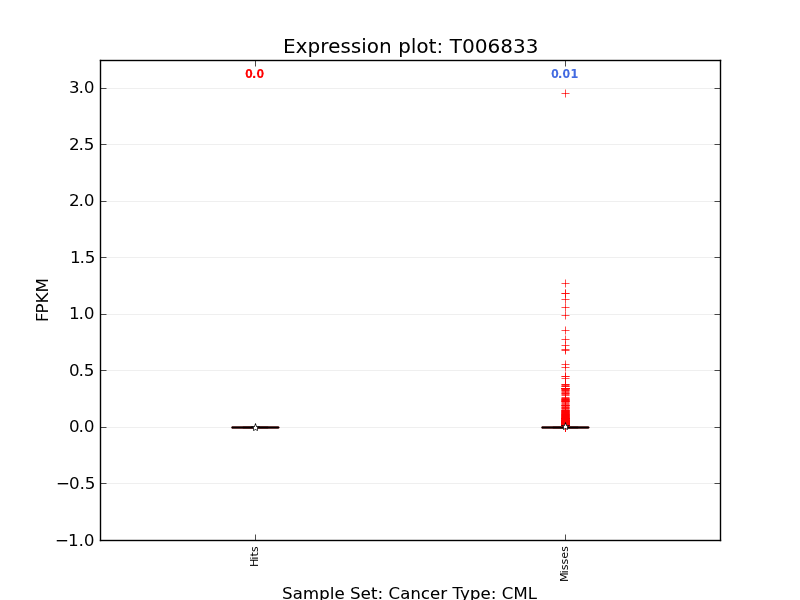 Expression plot: T006833
0.0
0.01
3.0
2.5
2.0
1.5
1.0
0.5
0.0
−0.5
−1.0
FPKM
Hits
Misses
Sample Set: Cancer Type: CML